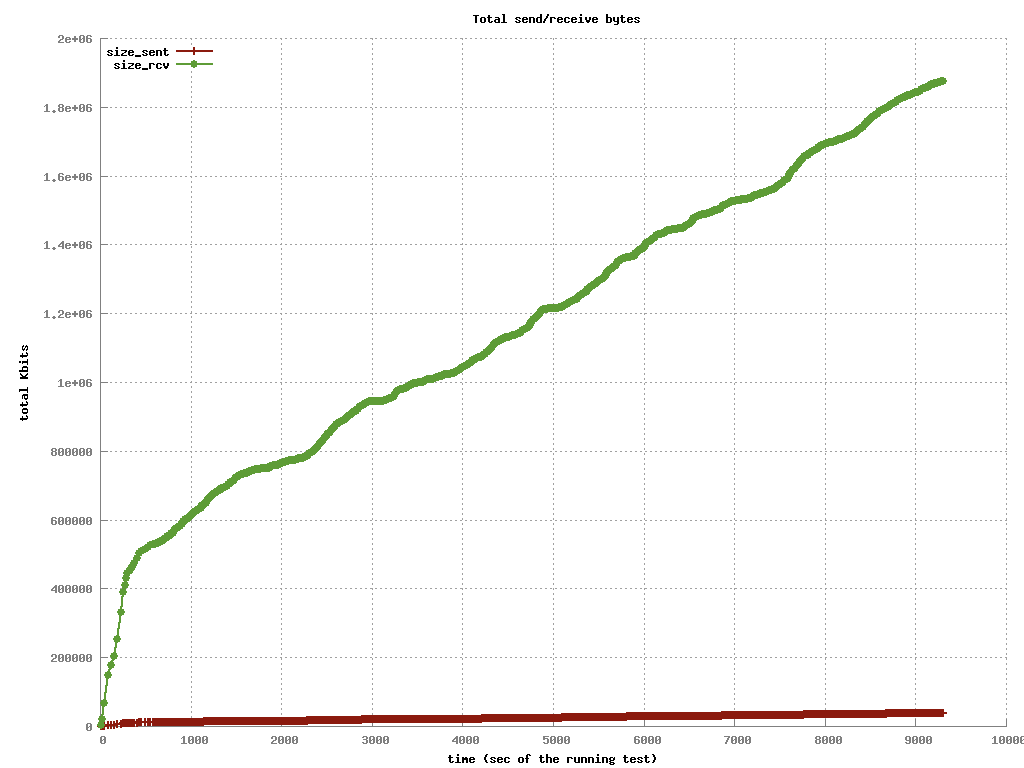 Total send/receive bytes
size_sent
size_rcv
2e+06
1.8e+06
1.6e+06
1.4e+06
1.2e+06
1e+06
800000
600000
400000
200000
0
total Kbits
0 1000 2000 3000 4000 5000 6000 7000 8000 9000 1000
time (sec of the running test)